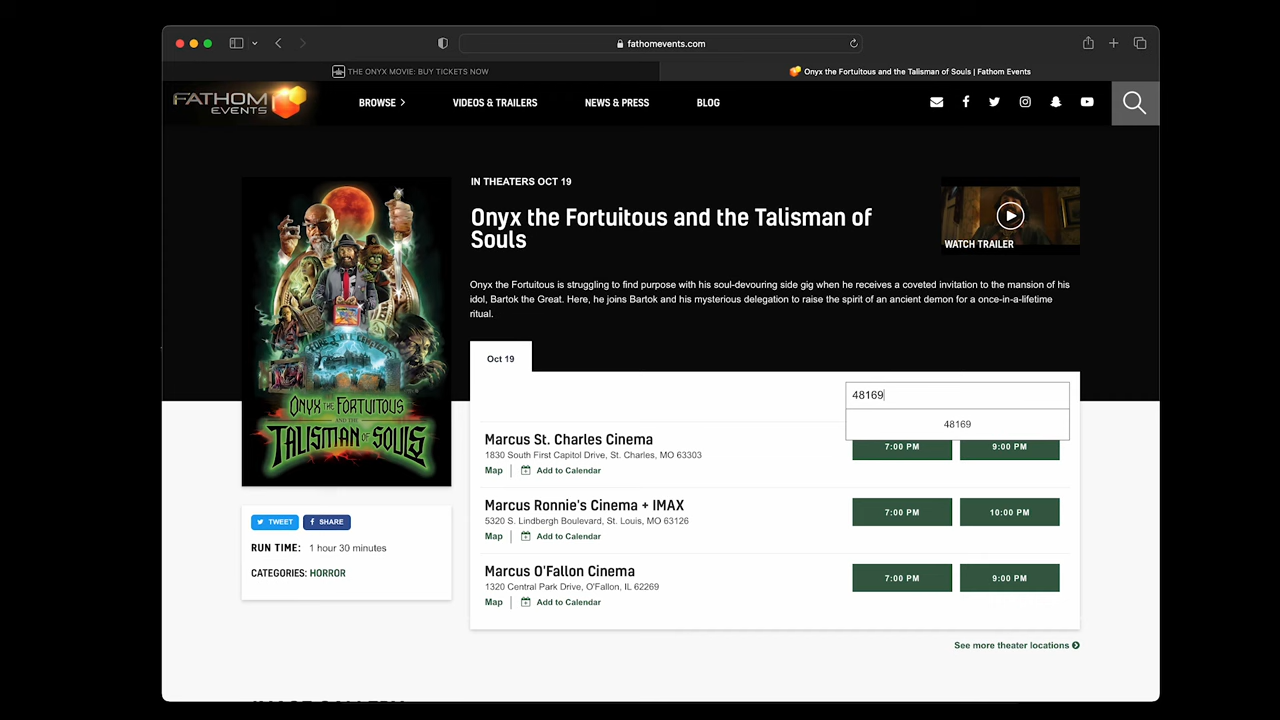 fathomevents.com
THE ONYX MOVIE: BUY TICKETS NOW
Onyx the Fortuitous and the Talisman of Souls | Fathom Events
FATHOM
EVENTS
BROWSE
VIDEOS & TRAILERS
NEWS & PRESS
BLOG
IN THEATERS OCT 19
Onyx the Fortuitous and the Talisman of
Souls
WATCH TRAILER
Onyx the Fortuitous is struggling to find purpose with his soul-devouring side gig when he receives a coveted invitation to the mansion of his
idol, Bartok the Great. Here, he joins Bartok and his mysterious delegation to raise the spirit of an ancient demon for a once-in-a-lifetime
ritual.
ONYX THE FORTUITOUS
AND THE
TALISMAN OF SOULS
TWEET
SHARE
RUN TIME: 1 hour 30 minutes
CATEGORIES: HORROR
Oct 19
48169
48169
Marcus St. Charles Cinema
1830 South First Capitol Drive, St. Charles, MO 63303
Map | Add to Calendar
7:00 PM
9:00 PM
Marcus Ronnie's Cinema + IMAX
5320 S. Lindbergh Boulevard, St. Louis, MO 63126
Map | Add to Calendar
7:00 PM
10:00 PM
Marcus O'Fallon Cinema
1320 Central Park Drive, O'Fallon, IL 62269
Map | Add to Calendar
7:00 PM
9:00 PM
See more theater locations